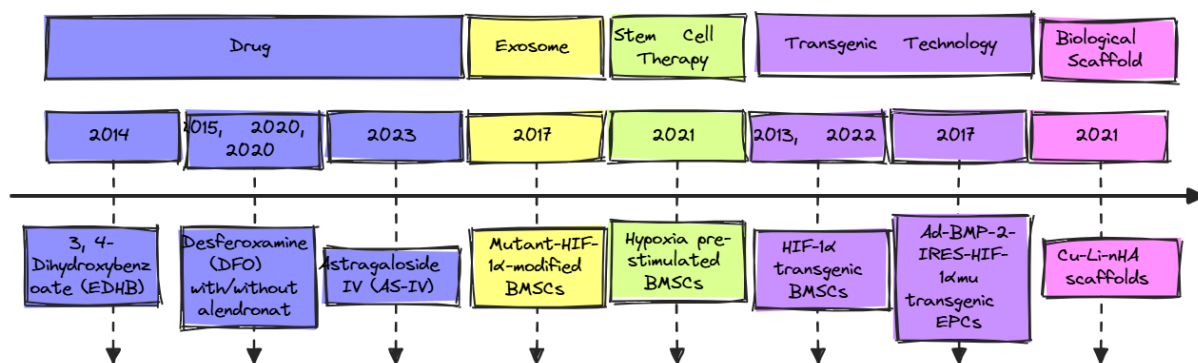 Drug
Exosome
Stem Cell
Therapy
Transgenic Technology
Biological
Scaffold
2014
2015, 2020,
2020
2023
2017
2021
2013, 2022
2017
2021
3, 4-
Dihydroxybenz
oate (EDHB)
Desferoxamine
(DFO)
with/without
alendronat
Astragaloside
IV (AS-IV)
Mutant-HIF-
1α-modified
BMSCs
Hypoxia pre-
stimulated
BMSCs
HIF-1α
transgenic
BMSCs
Ad-BMP-2-
IRES-HIF-
1αmu
transgenic
EPCs
Cu-Li-nHA
scaffolds